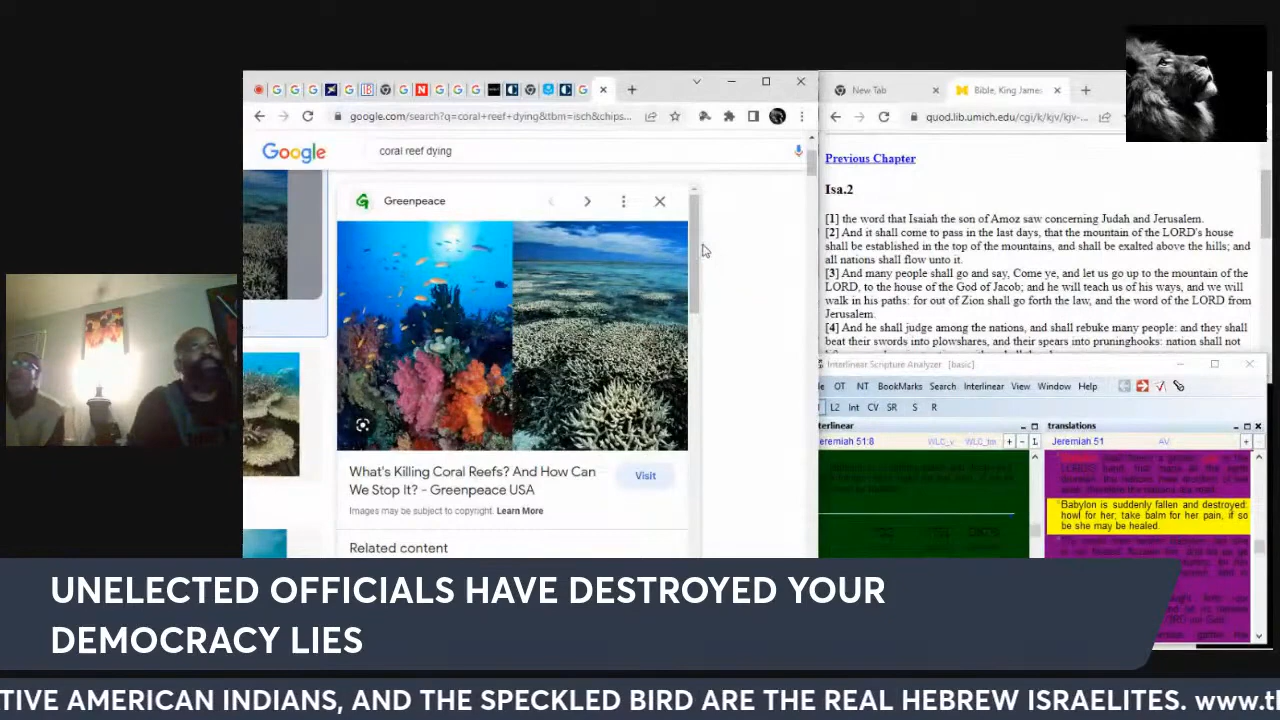 google.com/search?q=coral+reef+dying&tbm=isch&chips...
Google
coral reef dying
Greenpeace
What's Killing Coral Reefs? And How Can
We Stop It? - Greenpeace USA
Visit
Images may be subject to copyright. Learn More
Related content
New Tab
Bible, King Jame
quod.lib.umich.edu/cgi/k/kjv/kjv-...
Previous Chapter
Isa.2
[1] the word that Isaiah the son of Amoz saw concerning Judah and Jerusalem.
[2] And it shall come to pass in the last days, that the mountain of the LORD's house
shall be established in the top of the mountains, and shall be exalted above the hills; and
all nations shall flow unto it.
[3] And many people shall go and say, Come ye, and let us go up to the mountain of the
LORD, to the house of the God of Jacob; and he will teach us of his ways, and we will
walk in his paths: for out of Zion shall go forth the law, and the word of the LORD from
Jerusalem.
[4] And he shall judge among the nations, and shall rebuke many people: and they shall
beat their swords into plowshares, and their spears into pruninghooks: nation shall not
Interlinear Scripture Analyzer [basic]
OT NT BookMarks Search Interlinear View Window Help
L2 Int CV SR S R
terlinear
eremiah 51:8
translations
Jeremiah 51 AV
Babylon is suddenly fallen and destroyed:
howl for her; take balm for her pain, if so
be she may be healed.
UNELECTED OFFICIALS HAVE DESTROYED YOUR
DEMOCRACY LIES
TIVE AMERICAN INDIANS, AND THE SPECKLED BIRD ARE THE REAL HEBREW ISRAELITES. www.t